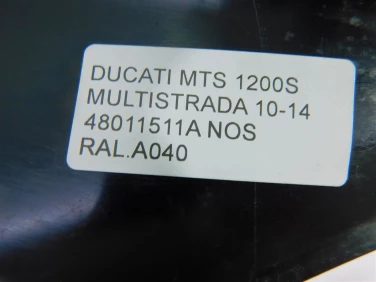 DUCATI MTS 1200S
MULTISTRADA 10-14
48011511A NOS
RAL.A040